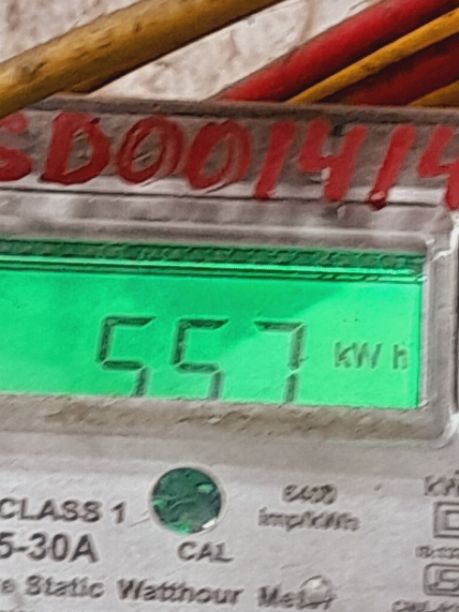 SD001414
557 kWh
CLASS 1
6400
imp/kWh
5-30A
CAL
Static Watthour Meter